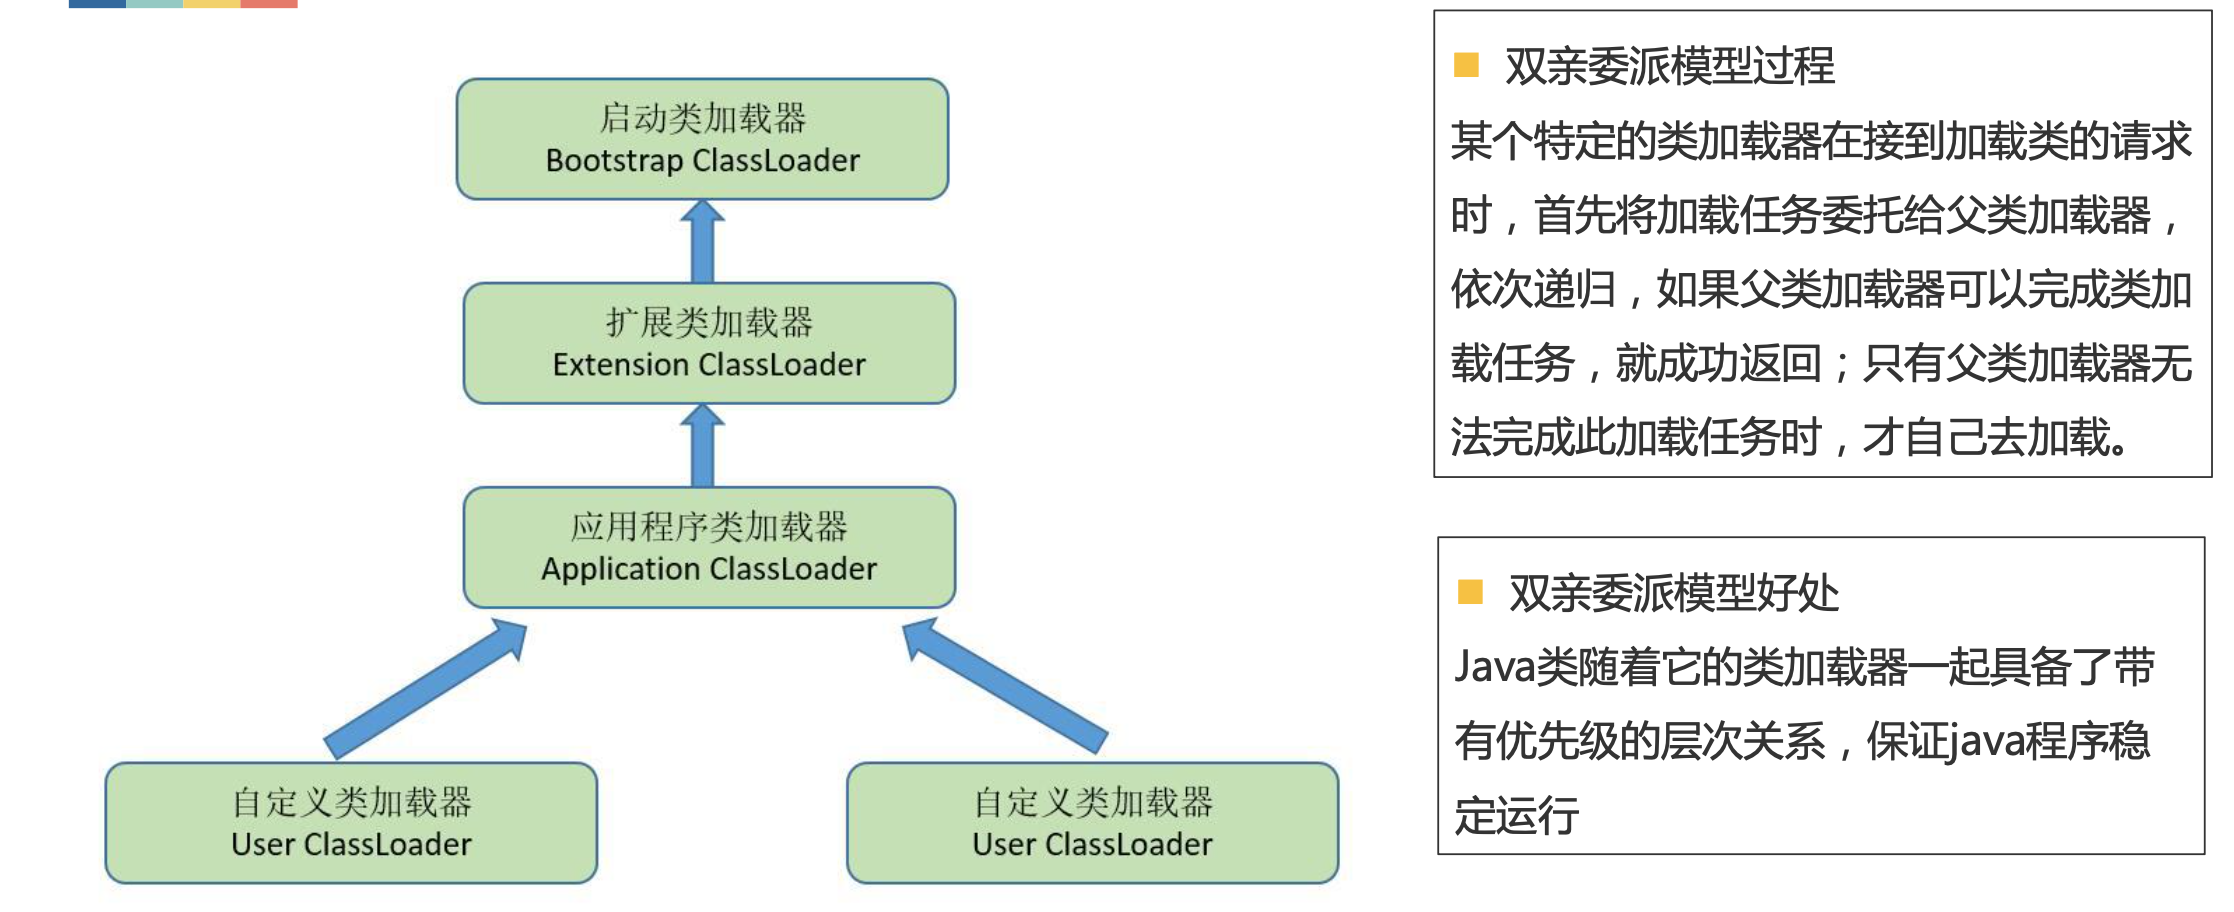 启动类加载器
Bootstrap ClassLoader
扩展类加载器
Extension ClassLoader
应用程序类加载器
Application ClassLoader
自定义类加载器
User ClassLoader
自定义类加载器
User ClassLoader
双亲委派模型过程
某个特定的类加载器在接到加载类的请求
时，首先将加载任务委托给父类加载器，
依次递归，如果父类加载器可以完成类加
载任务，就成功返回；只有父类加载器无
法完成此加载任务时，才自己去加载。
双亲委派模型好处
Java类随着它的类加载器一起具备了带
有优先级的层次关系，保证java程序稳
定运行